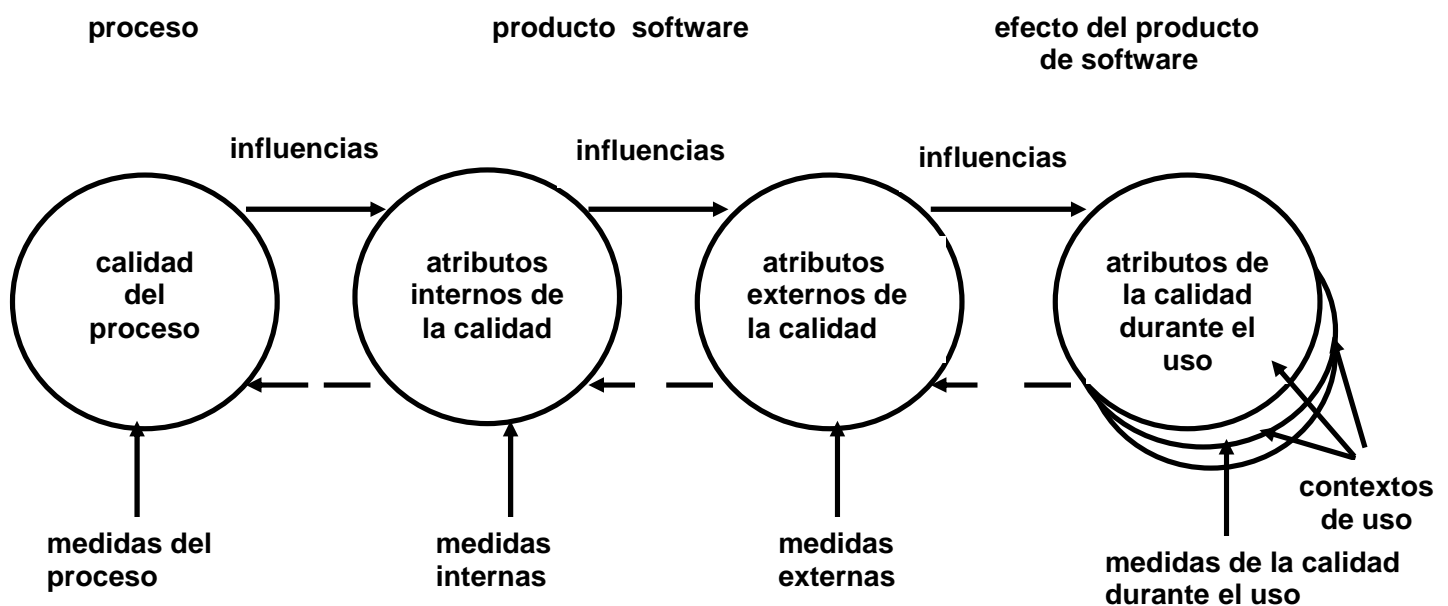 proceso
producto software
efecto del producto
de software
influencias
influencias
influencias
calidad
del
proceso
atributos
internos de
la calidad
atributos
externos de
la calidad
atributos de
la calidad
durante el
uso
contextos
de uso
medidas del
proceso
medidas
internas
medidas
externas
medidas de la calidad
durante el uso